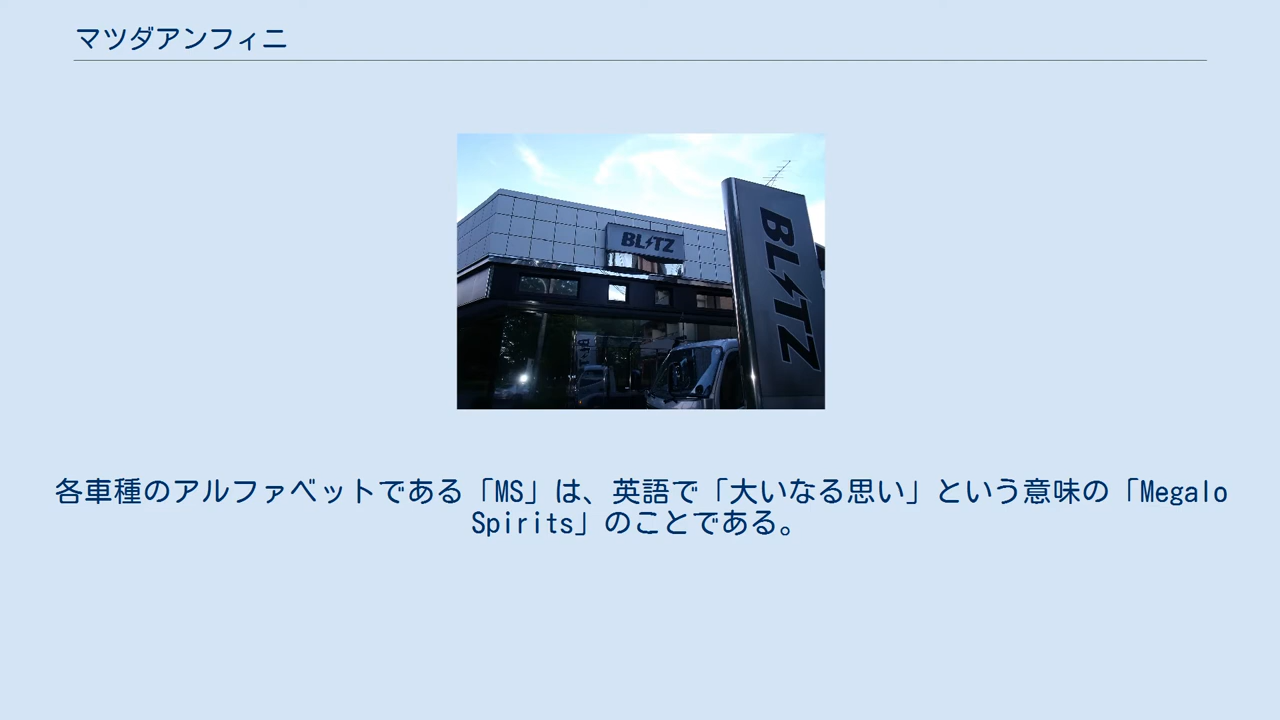 マツダアンフィニ
BLITZ
BLITZ
各車種のアルファベットである「MS」は、英語で「大いなる思い」という意味の「Megalo
Spirits」のことである。